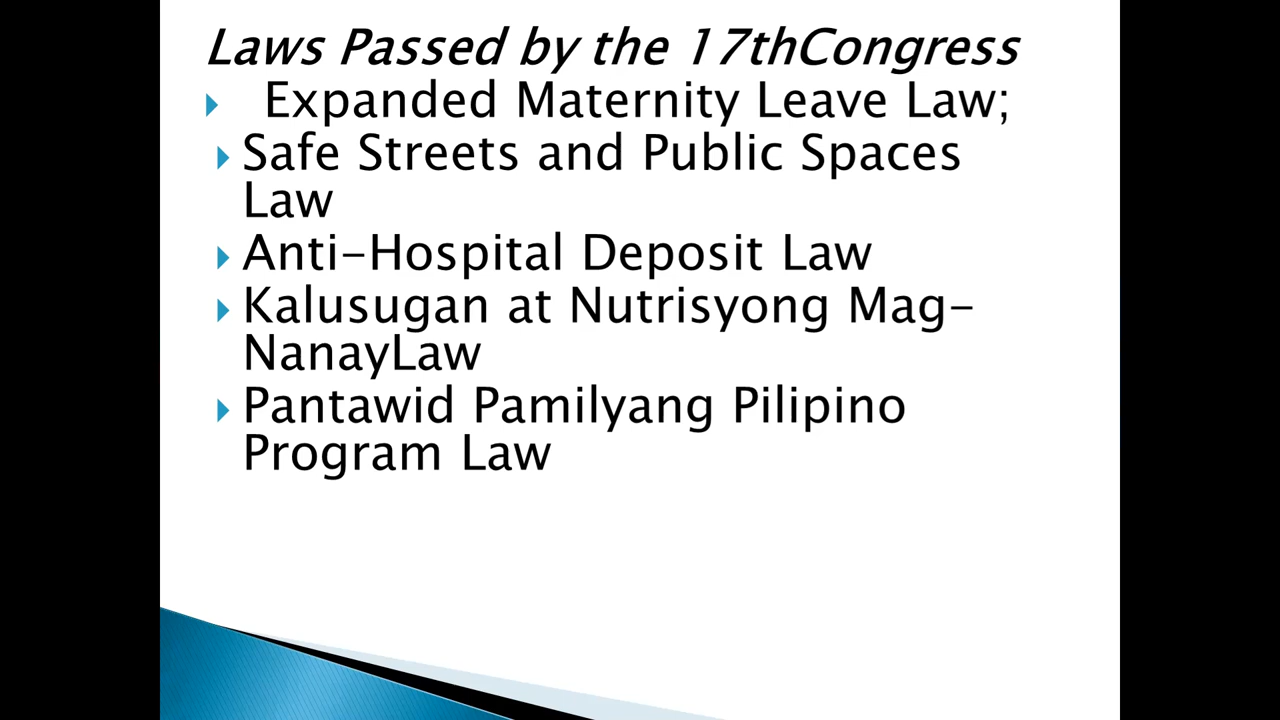 Laws Passed by the 17thCongress
Expanded Maternity Leave Law;
Safe Streets and Public Spaces
Law
Anti-Hospital Deposit Law
Kalusugan at Nutrisyong Mag-
NanayLaw
Pantawid Pamilyang Pilipino
Program Law